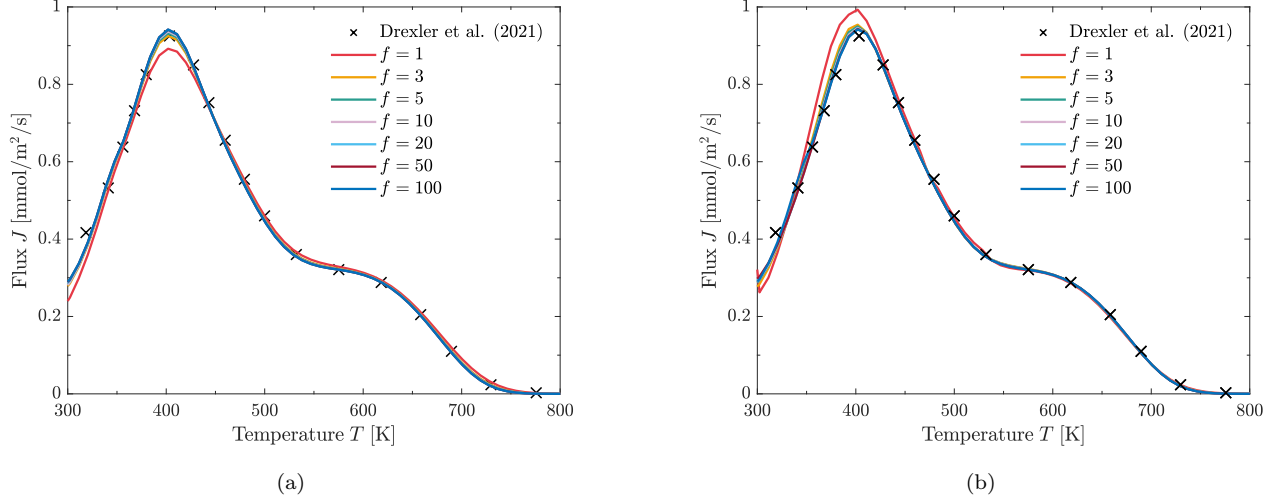 1
0.8
0.6
0.4
0.2
0
300
400
500
600
700
800
Flux J [mmol/m²/s]
Temperature T [K]
Drexler et al. (2021)
f = 1
f = 3
f = 5
f = 10
f = 20
f = 50
f = 100
(a)
1
0.8
0.6
0.4
0.2
0
300
400
500
600
700
800
Flux J [mmol/m²/s]
Temperature T [K]
Drexler et al. (2021)
f = 1
f = 3
f = 5
f = 10
f = 20
f = 50
f = 100
(b)